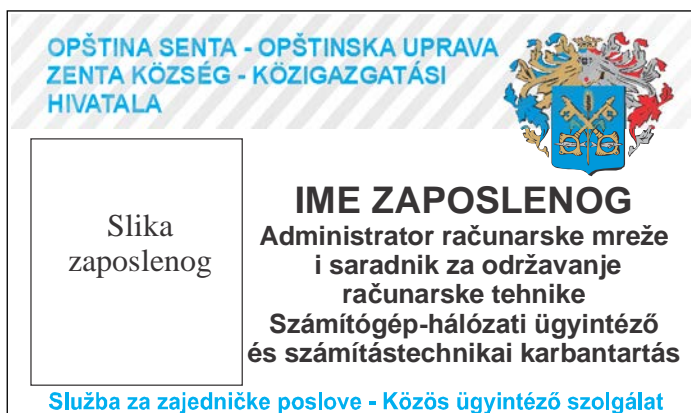 OPŠTINA SENTA - OPŠTINSKA UPRAVA
ZENTA KÖZSÉG - KÖZIGAZGATÁSI
HIVATALA
Slika
zaposlenog
IME ZAPOSLENOG
Administrator računarske mreže
i saradnik za održavanje
računarske tehnike
Számítógép-hálózati ügyintéző
és számítástechnikai karbantartás
Služba za zajedničke poslove - Közös ügyintéző szolgálat